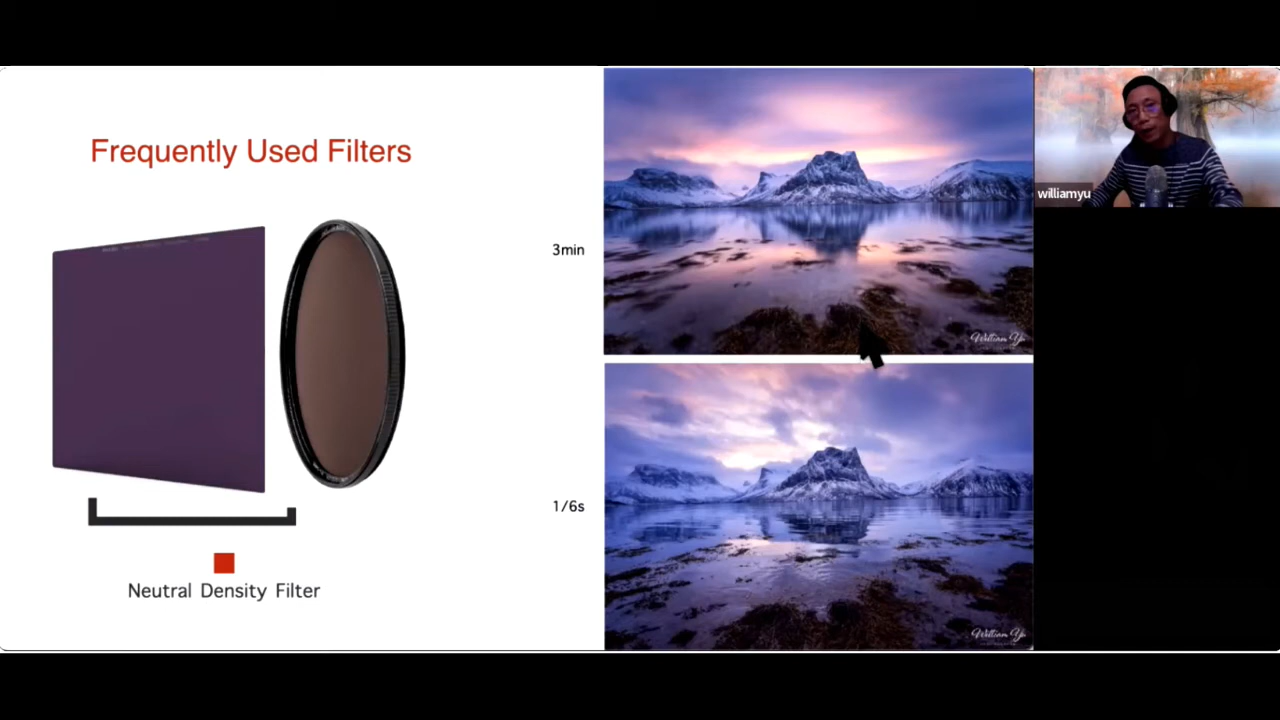 Frequently Used Filters
3min
1/6s
Neutral Density Filter
William Yu
William Yu
williamyu